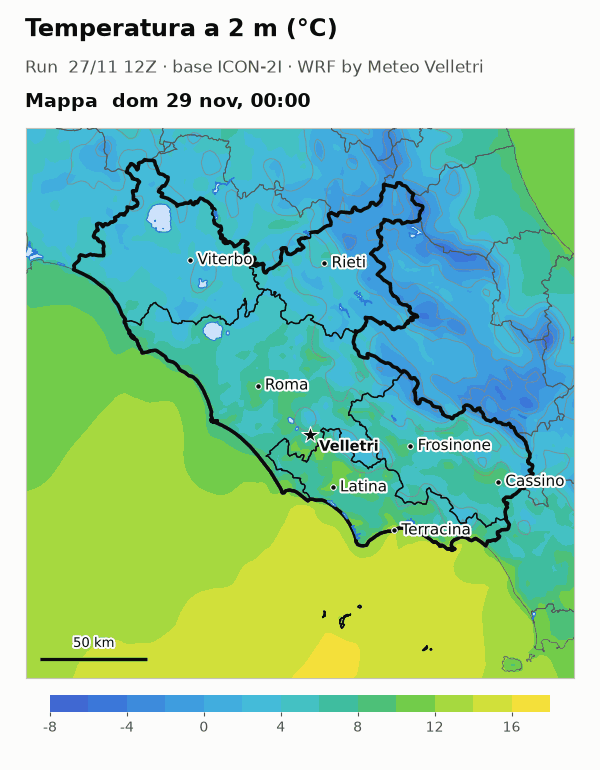 Temperatura a 2 m (°C)
Run  27/11 12Z · base ICON-2I · WRF by Meteo Velletri
Mappa  dom 29 nov, 00:00
Viterbo
Rieti
Roma
Velletri
Frosinone
Latina
Cassino
Terracina
50 km
-8 -4 0 4 8 12 16